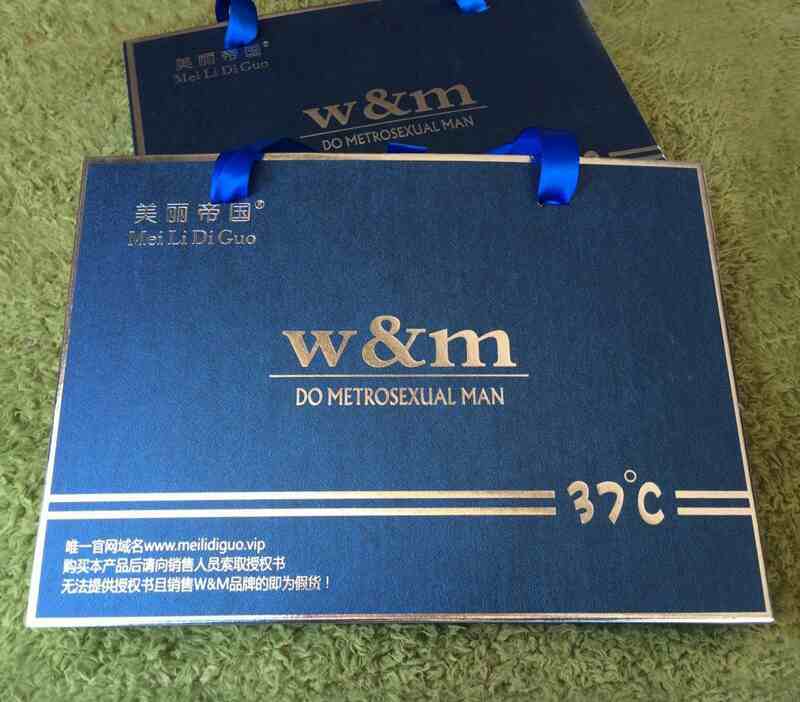 美丽帝国®
Mei Li Di Guo
w&m
DO METROSEXUAL MAN
美丽帝国®
Mei Li Di Guo
w&m
DO METROSEXUAL MAN
37°C
唯一官网域名www.meilidiguo.vip
购买本产品后请向销售人员索取授权书
无法提供授权书且销售W&M品牌的即为假货！